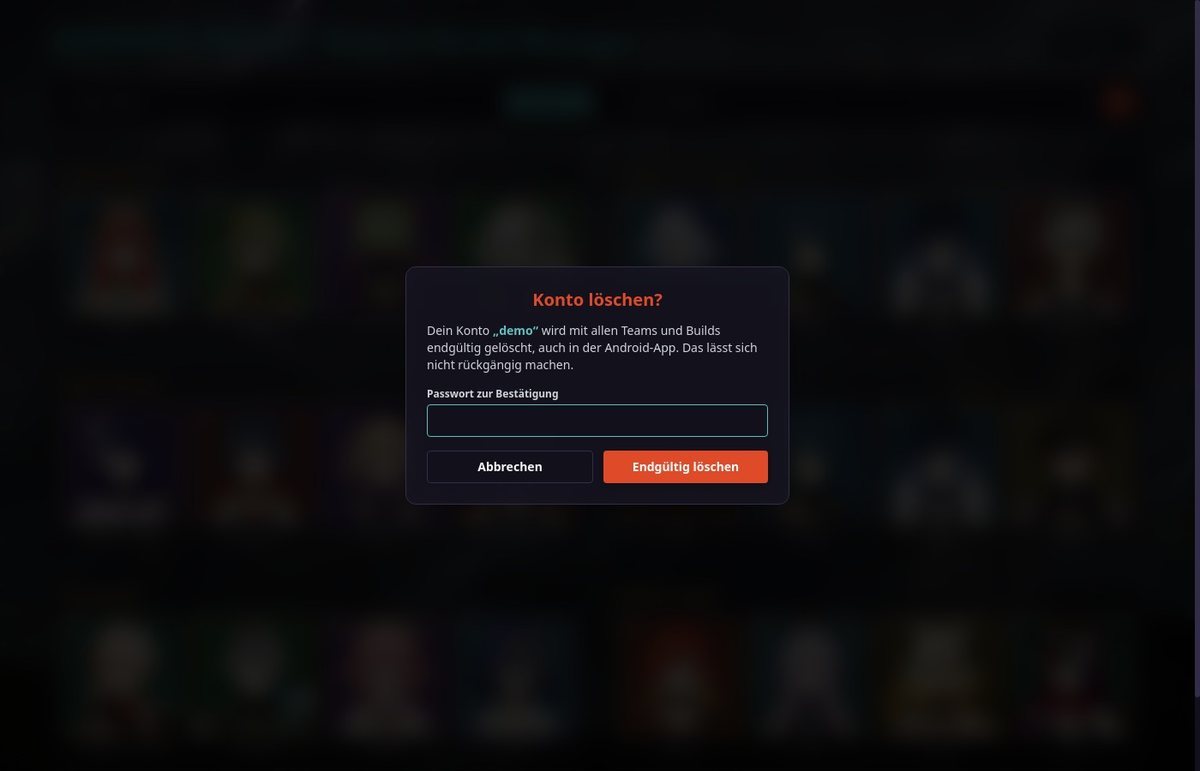 Konto löschen?
Dein Konto „demo“ wird mit allen Teams und Builds
endgültig gelöscht, auch in der Android-App. Das lässt sich
nicht rückgängig machen.
Passwort zur Bestätigung
Abbrechen
Endgültig löschen